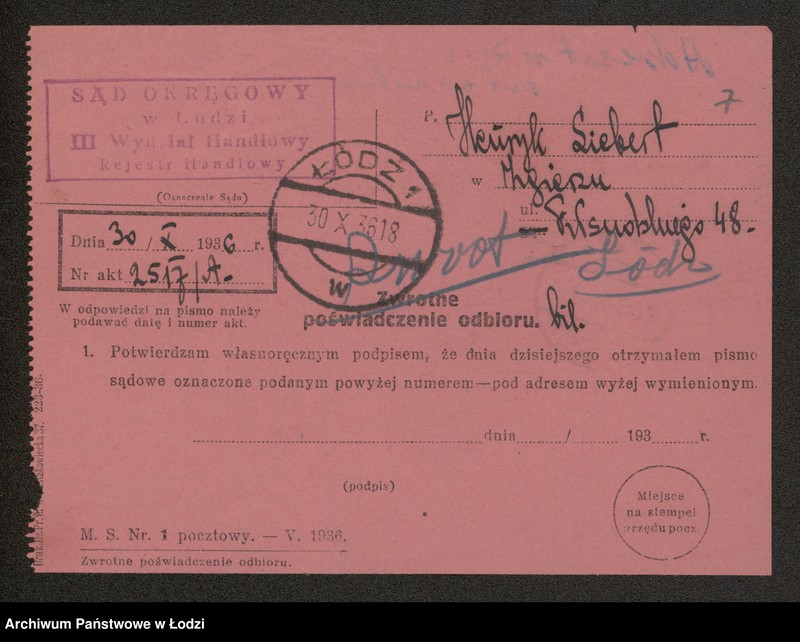 SĄD OKRĘGOWY
w Łodzi
III Wydział Handlowy
Rejestr Handlowy
(Oznaczenie Sądu)
7
P. Henryk Siebert
w Zgierzu
ul. Piłsudskiego 48.
ŁÓDŹ 1
30 X 36 18
W
Dnia 30 / X 1936 r.
Nr akt
W odpowiedzi na pismo należy
podawać datę i numer akt.
Łódź
Zwrotne
poświadczenie odbioru. bil.
1. Potwierdzam własnoręcznym podpisem, że dnia dzisiejszego otrzymałem pismo
sądowe oznaczone podanym powyżej numerem—pod adresem wyżej wymienionym.
dnia / 193 r.
(podpis)
Miejsce
na stempel
urzędu pocz.
M. S. Nr. 1 pocztowy. — V. 1936.
Zwrotne poświadczenie odbioru.
Archiwum Państwowe w Łodzi